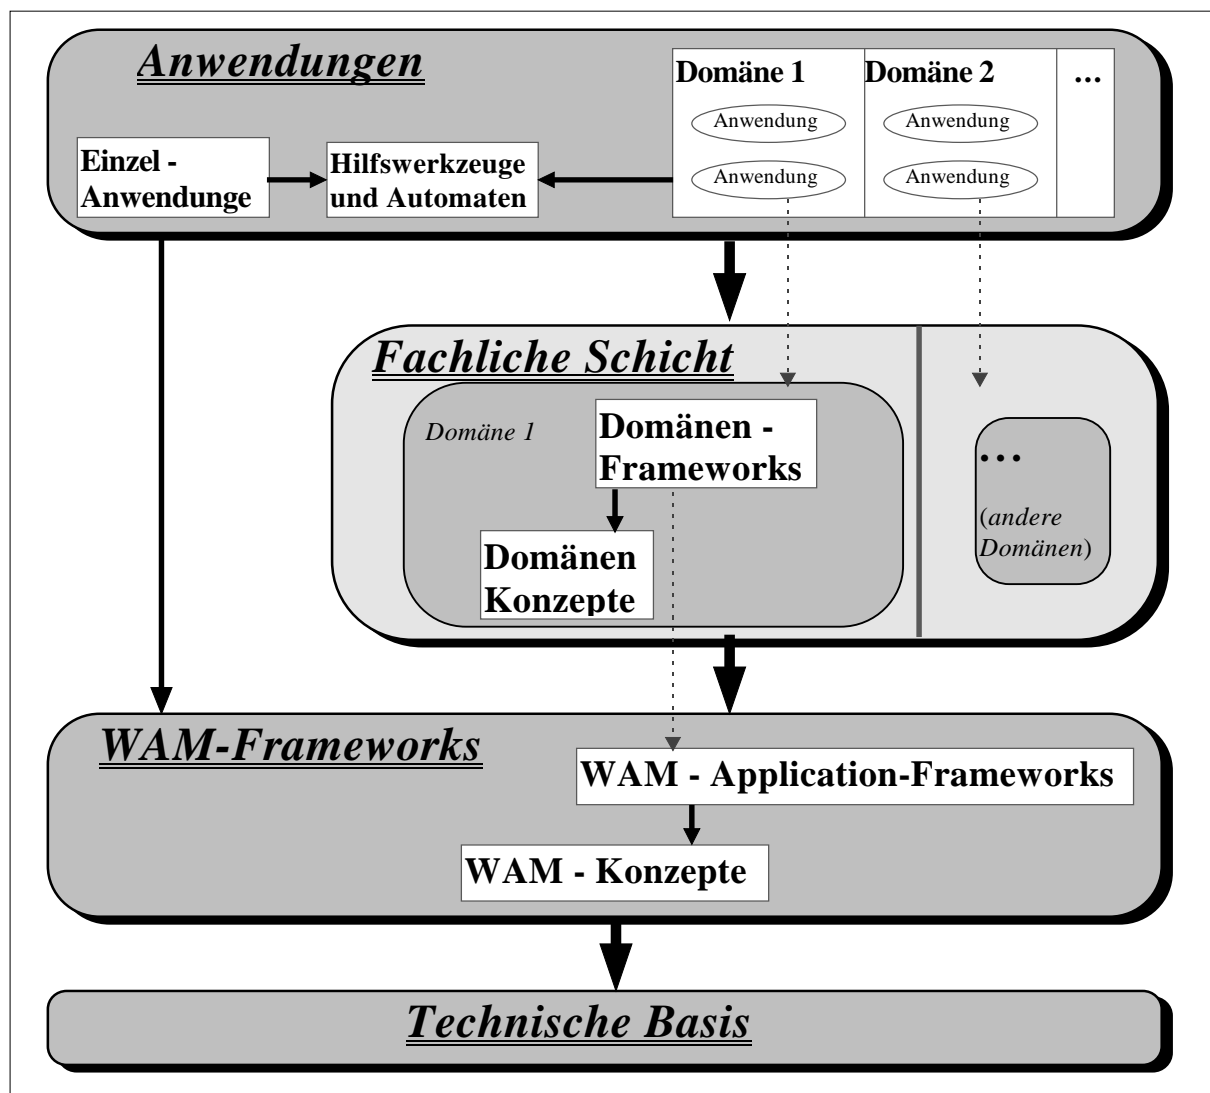 Anwendungen
Domäne 1
Domäne 2
...
Anwendung
Anwendung
Anwendung
Anwendung
Einzel -
Anwendunge
Hilfswerkzeuge
und Automaten
Fachliche Schicht
Domäne 1
Domänen -
Frameworks
Domänen
Konzepte
...
(andere
Domänen)
WAM-Frameworks
WAM - Application-Frameworks
WAM - Konzepte
Technische Basis